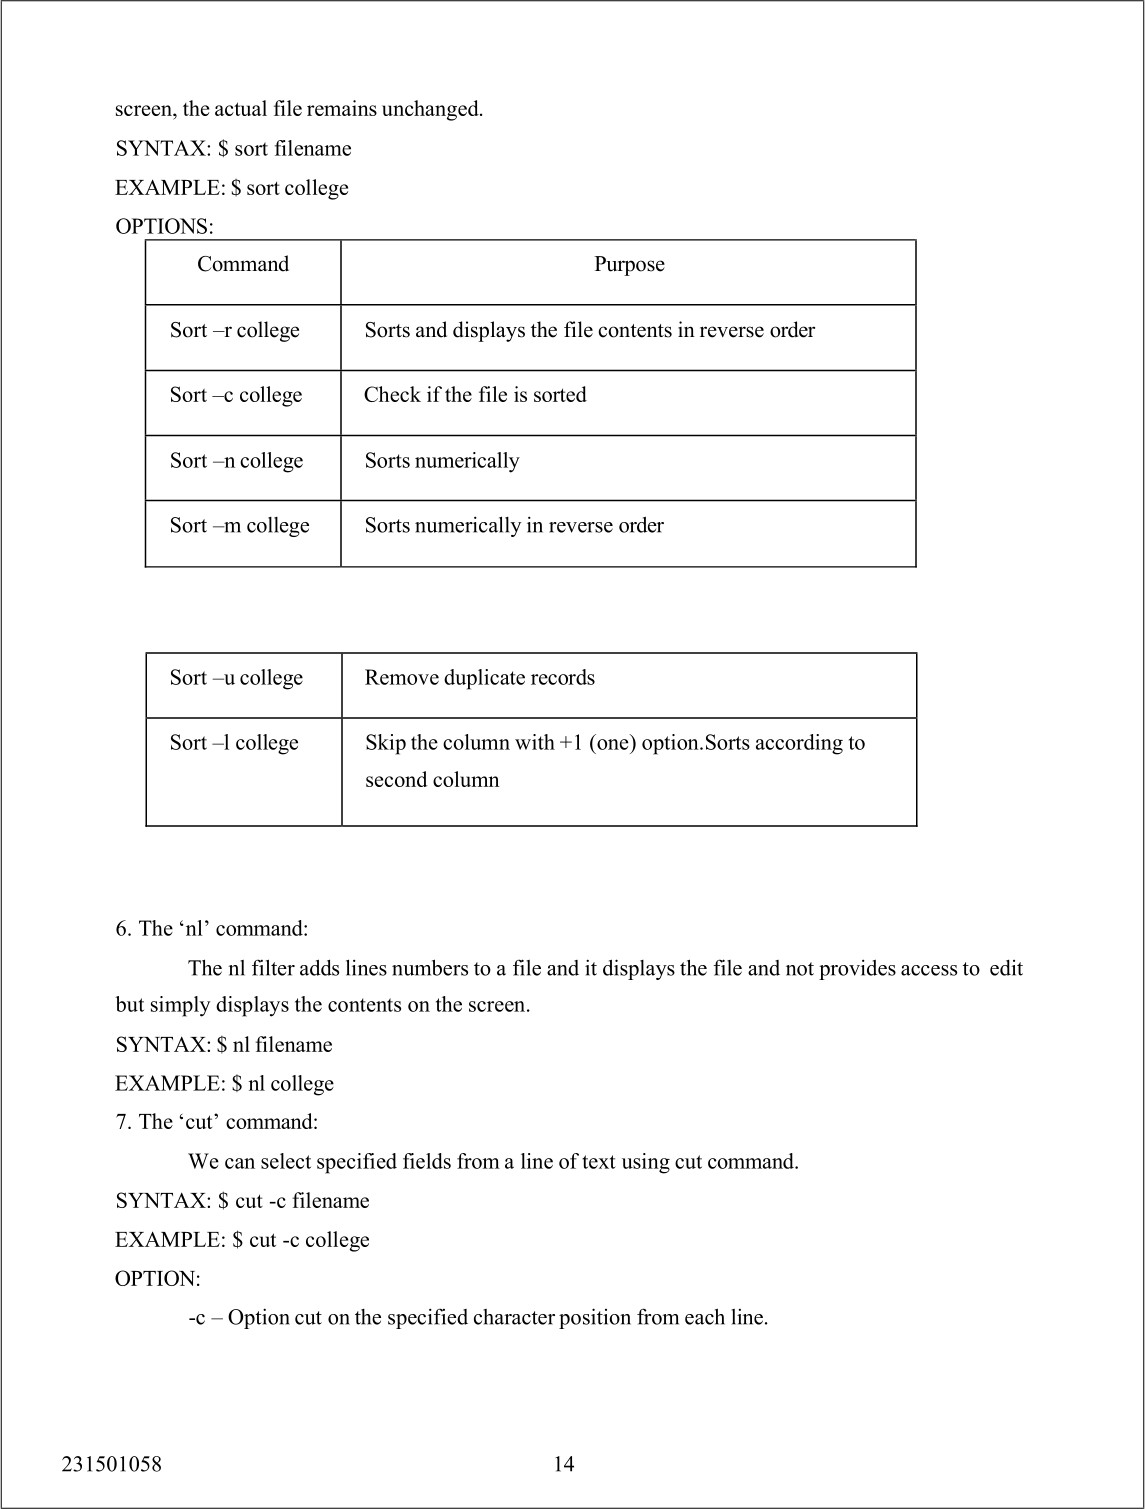 screen, the actual file remains unchanged.
SYNTAX: $ sort filename
EXAMPLE: $ sort college
OPTIONS:
Command Purpose
Sort –r college Sorts and displays the file contents in reverse order
Sort –c college Check if the file is sorted
Sort –n college Sorts numerically
Sort –m college Sorts numerically in reverse order
Sort –u college Remove duplicate records
Sort –l college Skip the column with +1 (one) option.Sorts according to
second column
6. The ‘nl’ command:
The nl filter adds lines numbers to a file and it displays the file and not provides access to edit
but simply displays the contents on the screen.
SYNTAX: $ nl filename
EXAMPLE: $ nl college
7. The ‘cut’ command:
We can select specified fields from a line of text using cut command.
SYNTAX: $ cut -c filename
EXAMPLE: $ cut -c college
OPTION:
-c – Option cut on the specified character position from each line.
231501058 14